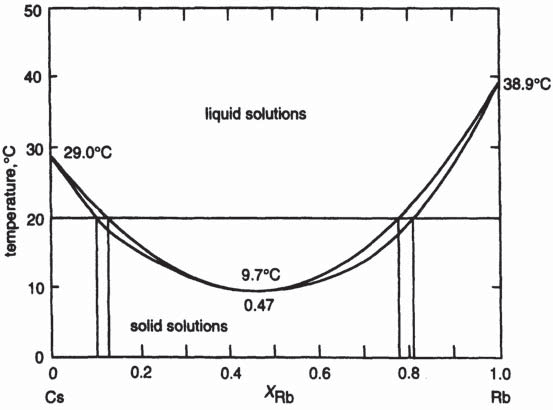 50
40
30
20
10
0
temperature,°C
liquid solutions
38.9°C
29.0°C
9.7°C
0.47
solid solutions
0 0.2 0.4 0.6 0.8 1.0
Cs X_Rb Rb